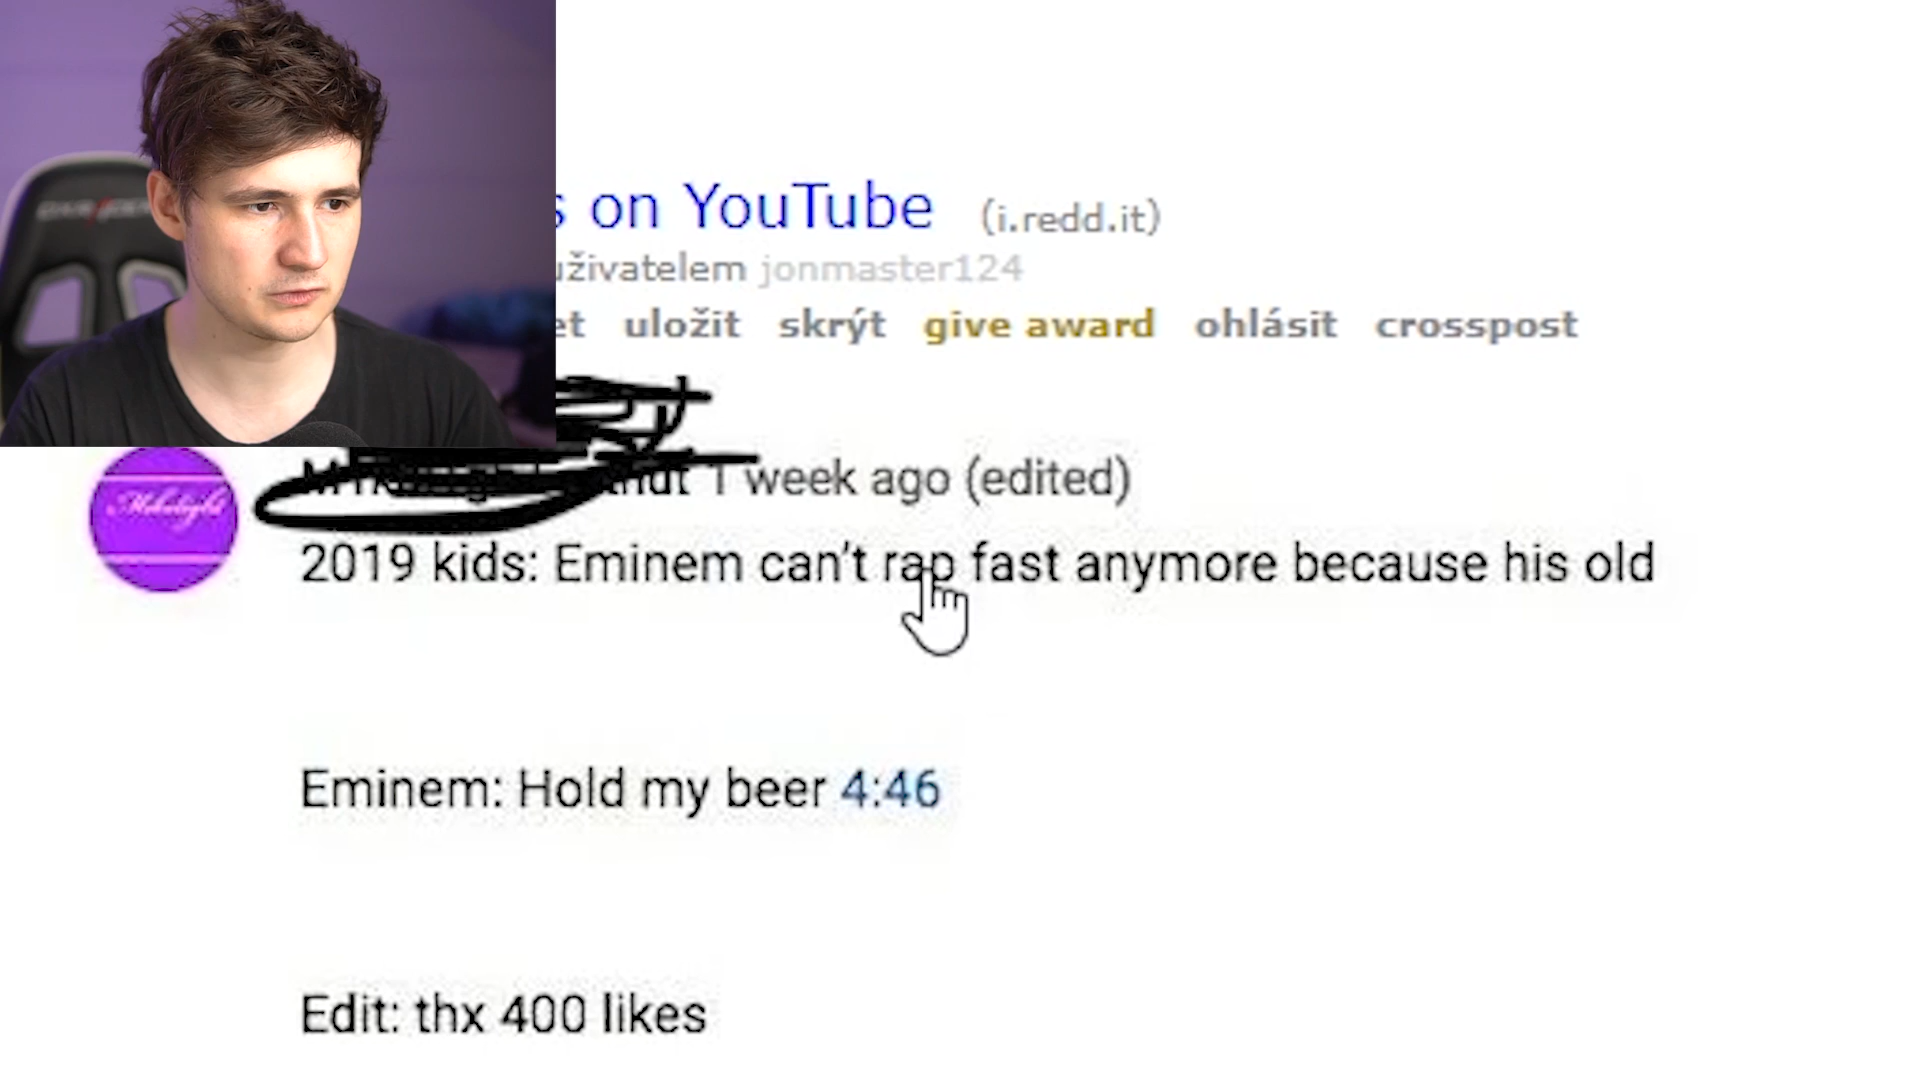 s on YouTube (i.redd.it)
uživatelem jonmaster124
et uložit skrýt give award ohlásit crosspost
1 week ago (edited)
2019 kids: Eminem can't rap fast anymore because his old
Eminem: Hold my beer 4:46
Edit: thx 400 likes